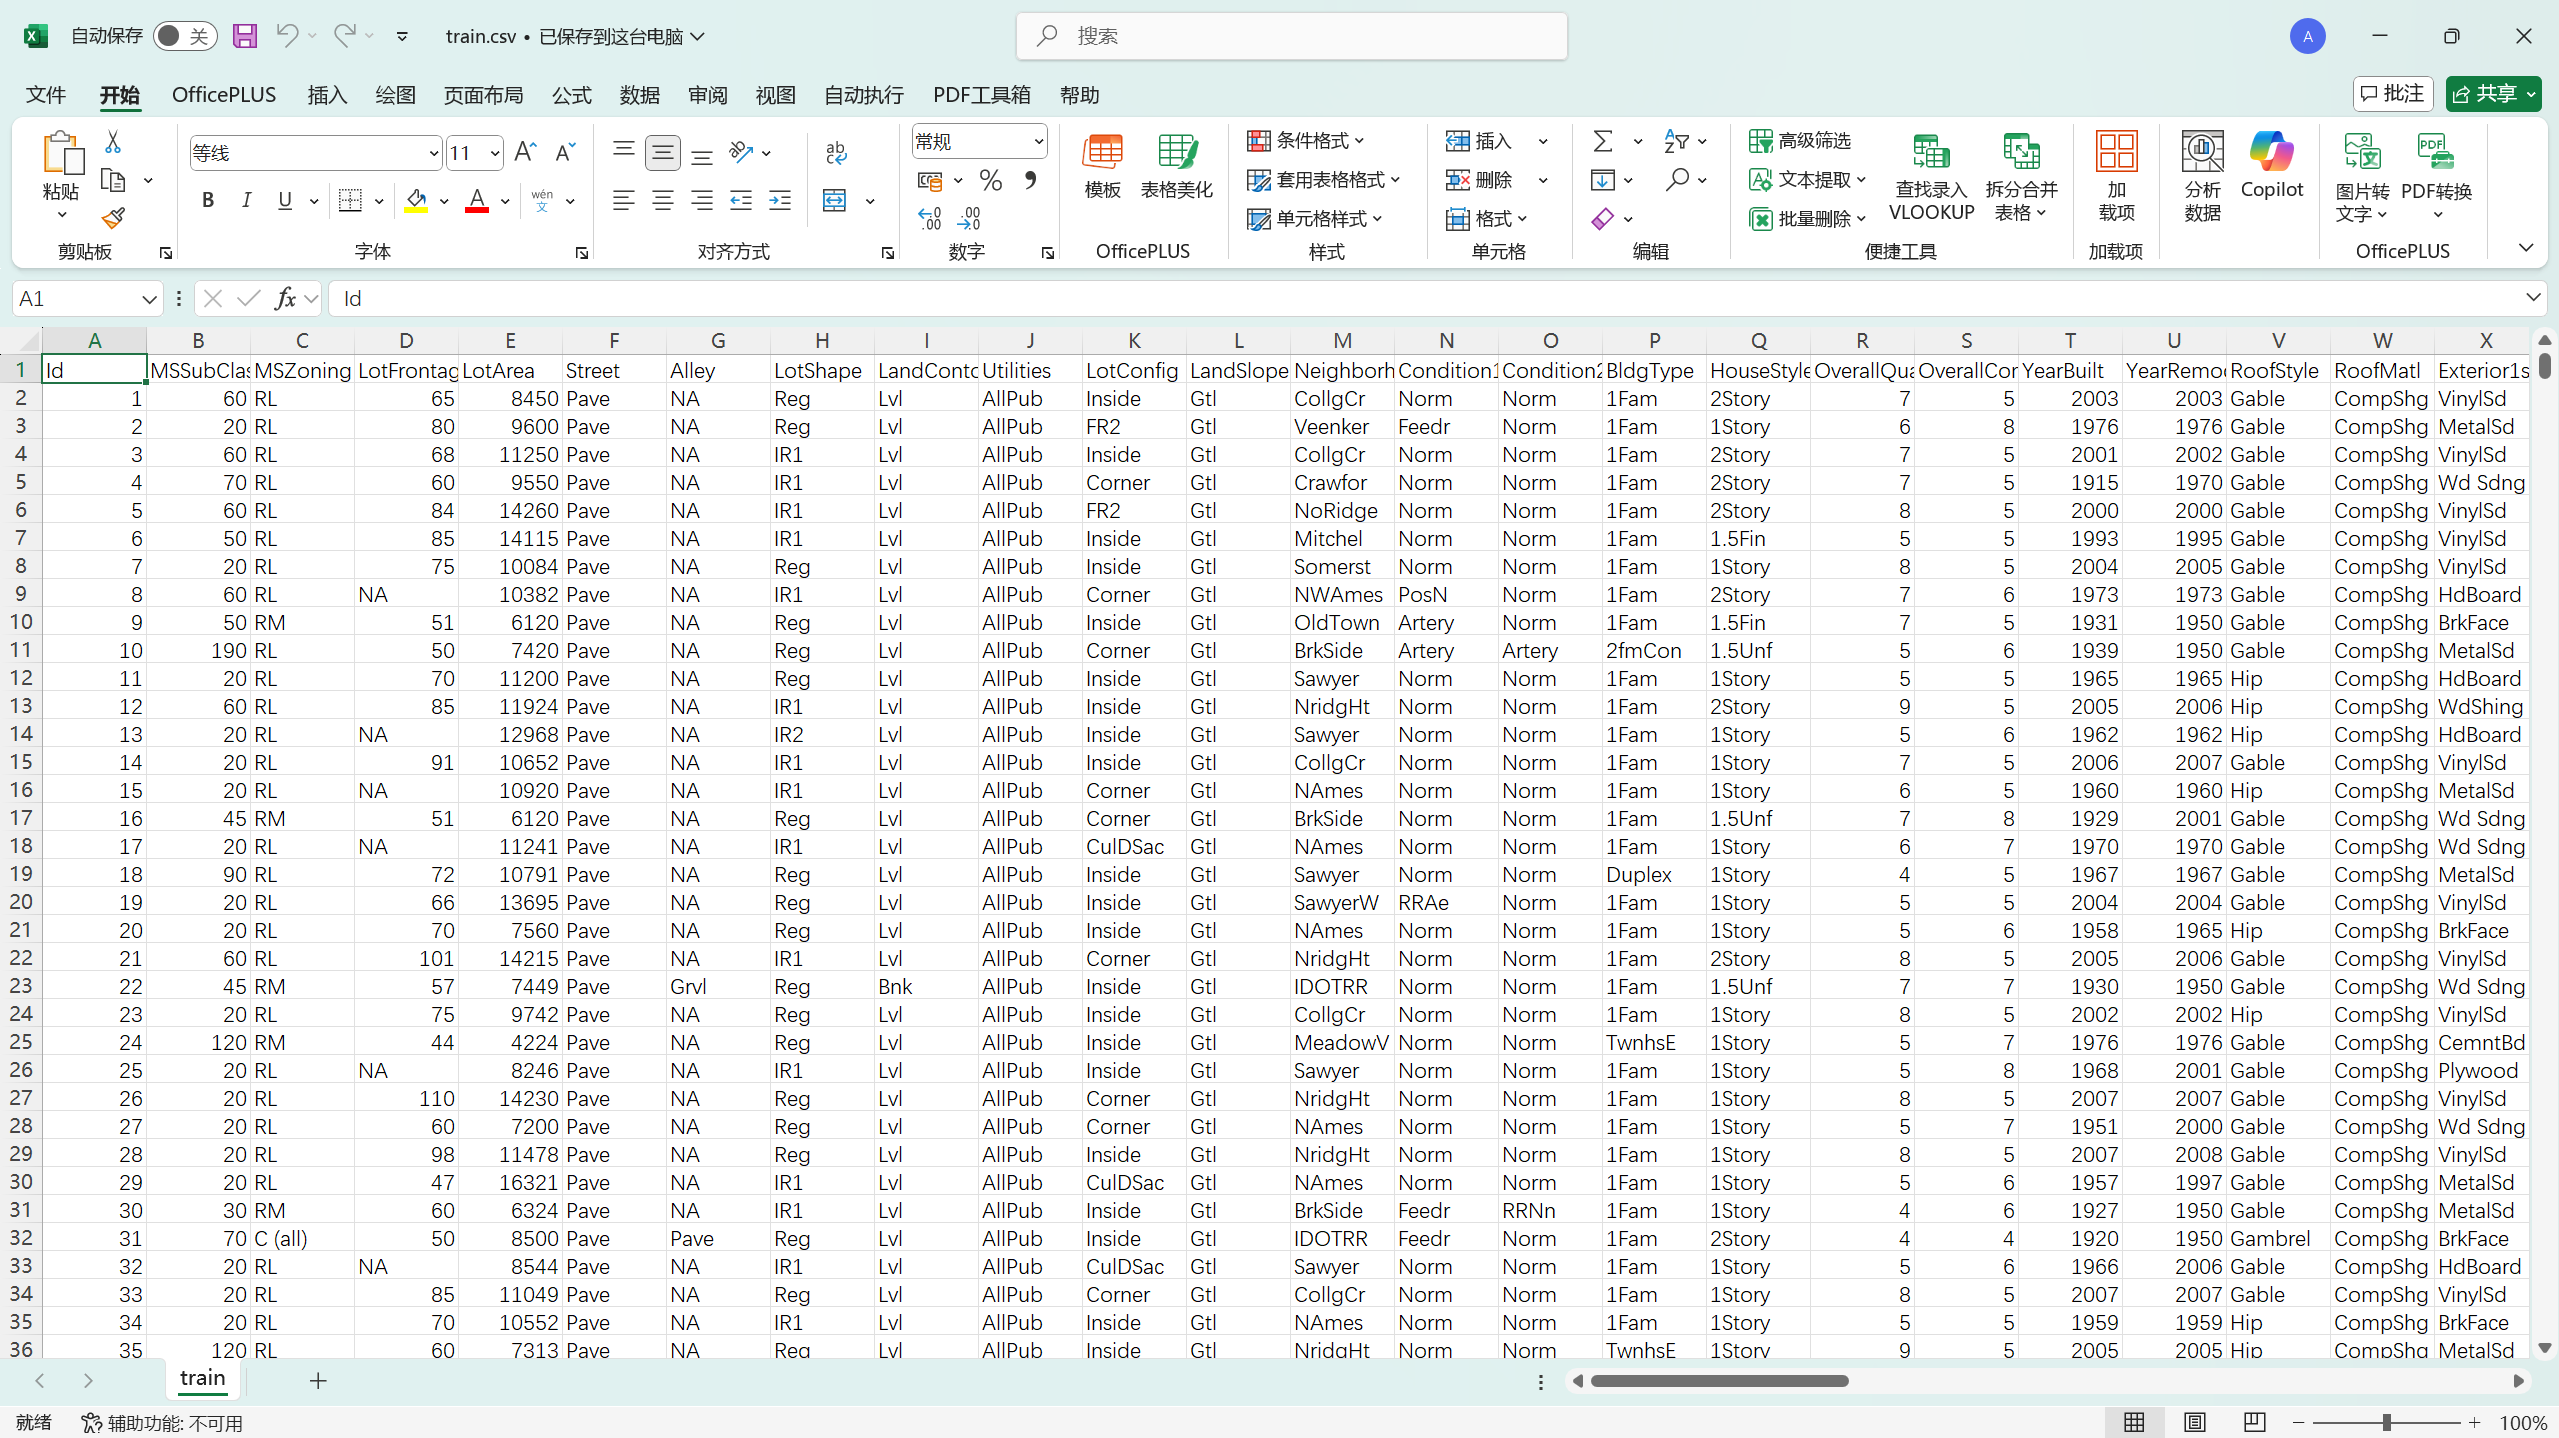 自动保存 关 train.csv • 已保存到这台电脑 搜索 A
文件 开始 OfficePLUS 插入 绘图 页面布局 公式 数据 审阅 视图 自动执行 PDF工具箱 帮助 批注 共享
粘贴 等线 11 常规 模板 表格美化 条件格式 套用表格格式 单元格样式 插入 删除 格式 高级筛选 文本提取 批量删除 查找录入 VLOOKUP 拆分合并 表格 加载项 分析数据 Copilot 图片转文字 PDF转换
剪贴板 字体 对齐方式 数字 OfficePLUS 样式 单元格 编辑 便捷工具 加载项 OfficePLUS
A1 fx Id
A B C D E F G H I J K L M N O P Q R S T U V W X
1 Id MSSubClas MSZoning LotFrontag LotArea Street Alley LotShape LandConto Utilities LotConfig LandSlope Neighborh Condition1 Condition2 BldgType HouseStyle OverallQua OverallCon YearBuilt YearRemod RoofStyle RoofMatl Exterior1s
2 1 60 RL 65 8450 Pave NA Reg Lvl AllPub Inside Gtl CollgCr Norm Norm 1Fam 2Story 7 5 2003 2003 Gable CompShg VinylSd
3 2 20 RL 80 9600 Pave NA Reg Lvl AllPub FR2 Gtl Veenker Feedr Norm 1Fam 1Story 6 8 1976 1976 Gable CompShg MetalSd
4 3 60 RL 68 11250 Pave NA IR1 Lvl AllPub Inside Gtl CollgCr Norm Norm 1Fam 2Story 7 5 2001 2002 Gable CompShg VinylSd
5 4 70 RL 60 9550 Pave NA IR1 Lvl AllPub Corner Gtl Crawfor Norm Norm 1Fam 2Story 7 5 1915 1970 Gable CompShg Wd Sdng
6 5 60 RL 84 14260 Pave NA IR1 Lvl AllPub FR2 Gtl NoRidge Norm Norm 1Fam 2Story 8 5 2000 2000 Gable CompShg VinylSd
7 6 50 RL 85 14115 Pave NA IR1 Lvl AllPub Inside Gtl Mitchel Norm Norm 1Fam 1.5Fin 5 5 1993 1995 Gable CompShg VinylSd
8 7 20 RL 75 10084 Pave NA Reg Lvl AllPub Inside Gtl Somerst Norm Norm 1Fam 1Story 8 5 2004 2005 Gable CompShg VinylSd
9 8 60 RL NA 10382 Pave NA IR1 Lvl AllPub Corner Gtl NWAmes PosN Norm 1Fam 2Story 7 6 1973 1973 Gable CompShg HdBoard
10 9 50 RM 51 6120 Pave NA Reg Lvl AllPub Inside Gtl OldTown Artery Norm 1Fam 1.5Fin 7 5 1931 1950 Gable CompShg BrkFace
11 10 190 RL 50 7420 Pave NA Reg Lvl AllPub Corner Gtl BrkSide Artery Artery 2fmCon 1.5Unf 5 6 1939 1950 Gable CompShg MetalSd
12 11 20 RL 70 11200 Pave NA Reg Lvl AllPub Inside Gtl Sawyer Norm Norm 1Fam 1Story 5 5 1965 1965 Hip CompShg HdBoard
13 12 60 RL 85 11924 Pave NA IR1 Lvl AllPub Inside Gtl NridgHt Norm Norm 1Fam 2Story 9 5 2005 2006 Hip CompShg WdShing
14 13 20 RL NA 12968 Pave NA IR2 Lvl AllPub Inside Gtl Sawyer Norm Norm 1Fam 1Story 5 6 1962 1962 Hip CompShg HdBoard
15 14 20 RL 91 10652 Pave NA IR1 Lvl AllPub Inside Gtl CollgCr Norm Norm 1Fam 1Story 7 5 2006 2007 Gable CompShg VinylSd
16 15 20 RL NA 10920 Pave NA IR1 Lvl AllPub Corner Gtl NAmes Norm Norm 1Fam 1Story 6 5 1960 1960 Hip CompShg MetalSd
17 16 45 RM 51 6120 Pave NA Reg Lvl AllPub Corner Gtl BrkSide Norm Norm 1Fam 1.5Unf 7 8 1929 2001 Gable CompShg Wd Sdng
18 17 20 RL NA 11241 Pave NA IR1 Lvl AllPub CulDSac Gtl NAmes Norm Norm 1Fam 1Story 6 7 1970 1970 Gable CompShg Wd Sdng
19 18 90 RL 72 10791 Pave NA Reg Lvl AllPub Inside Gtl Sawyer Norm Norm Duplex 1Story 4 5 1967 1967 Gable CompShg MetalSd
20 19 20 RL 66 13695 Pave NA Reg Lvl AllPub Inside Gtl SawyerW RRAe Norm 1Fam 1Story 5 5 2004 2004 Gable CompShg VinylSd
21 20 20 RL 70 7560 Pave NA Reg Lvl AllPub Inside Gtl NAmes Norm Norm 1Fam 1Story 5 6 1958 1965 Hip CompShg BrkFace
22 21 60 RL 101 14215 Pave NA IR1 Lvl AllPub Corner Gtl NridgHt Norm Norm 1Fam 2Story 8 5 2005 2006 Gable CompShg VinylSd
23 22 45 RM 57 7449 Pave Grvl Reg Bnk AllPub Inside Gtl IDOTRR Norm Norm 1Fam 1.5Unf 7 7 1930 1950 Gable CompShg Wd Sdng
24 23 20 RL 75 9742 Pave NA Reg Lvl AllPub Inside Gtl CollgCr Norm Norm 1Fam 1Story 8 5 2002 2002 Hip CompShg VinylSd
25 24 120 RM 44 4224 Pave NA Reg Lvl AllPub Inside Gtl MeadowV Norm Norm TwnhsE 1Story 5 7 1976 1976 Gable CompShg CemntBd
26 25 20 RL NA 8246 Pave NA IR1 Lvl AllPub Inside Gtl Sawyer Norm Norm 1Fam 1Story 5 8 1968 2001 Gable CompShg Plywood
27 26 20 RL 110 14230 Pave NA Reg Lvl AllPub Corner Gtl NridgHt Norm Norm 1Fam 1Story 8 5 2007 2007 Gable CompShg VinylSd
28 27 20 RL 60 7200 Pave NA Reg Lvl AllPub Corner Gtl NAmes Norm Norm 1Fam 1Story 5 7 1951 2000 Gable CompShg Wd Sdng
29 28 20 RL 98 11478 Pave NA Reg Lvl AllPub Inside Gtl NridgHt Norm Norm 1Fam 1Story 8 5 2007 2008 Gable CompShg VinylSd
30 29 20 RL 47 16321 Pave NA IR1 Lvl AllPub CulDSac Gtl NAmes Norm Norm 1Fam 1Story 5 6 1957 1997 Gable CompShg MetalSd
31 30 30 RM 60 6324 Pave NA IR1 Lvl AllPub Inside Gtl BrkSide Feedr RRNn 1Fam 1Story 4 6 1927 1950 Gable CompShg MetalSd
32 31 70 C (all) 50 8500 Pave Pave Reg Lvl AllPub Inside Gtl IDOTRR Feedr Norm 1Fam 2Story 4 4 1920 1950 Gambrel CompShg BrkFace
33 32 20 RL NA 8544 Pave NA IR1 Lvl AllPub CulDSac Gtl Sawyer Norm Norm 1Fam 1Story 5 6 1966 2006 Gable CompShg HdBoard
34 33 20 RL 85 11049 Pave NA Reg Lvl AllPub Corner Gtl CollgCr Norm Norm 1Fam 1Story 8 5 2007 2007 Gable CompShg VinylSd
35 34 20 RL 70 10552 Pave NA IR1 Lvl AllPub Inside Gtl NAmes Norm Norm 1Fam 1Story 5 5 1959 1959 Hip CompShg BrkFace
36 35 120 RL 60 7313 Pave NA Reg Lvl AllPub Inside Gtl NridgHt Norm Norm TwnhsE 1Story 9 5 2005 2005 Hip CompShg MetalSd
train
就绪 辅助功能: 不可用 100%